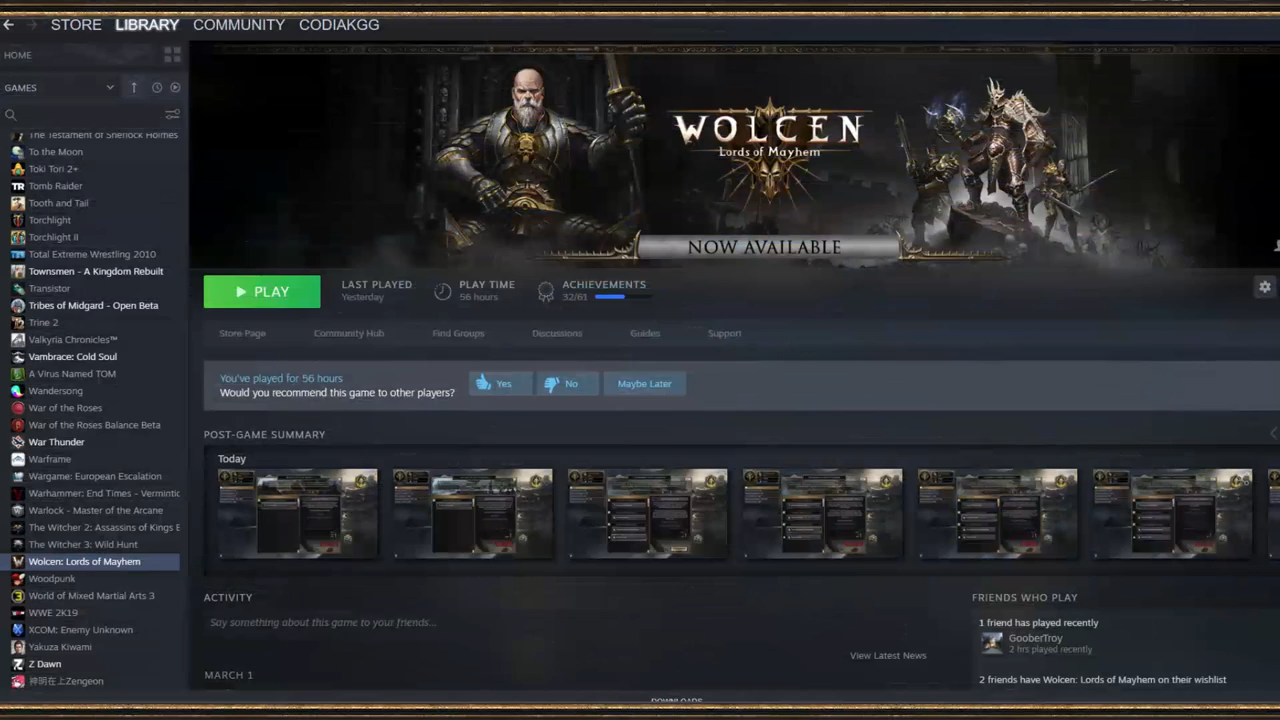 STORE LIBRARY COMMUNITY CODIAKGG
HOME
GAMES
The Testament of Sherlock Holmes
To the Moon
Toki Tori 2+
TR Tomb Raider
Tooth and Tail
Torchlight
Torchlight II
Total Extreme Wrestling 2010
Townsmen - A Kingdom Rebuilt
Transistor
Tribes of Midgard - Open Beta
Trine 2
Valkyria Chronicles™
Vambrace: Cold Soul
A Virus Named TOM
Wandersong
War of the Roses
War of the Roses Balance Beta
War Thunder
Warframe
Wargame: European Escalation
Warhammer: End Times - Vermintic
Warlock - Master of the Arcane
The Witcher 2: Assassins of Kings E
The Witcher 3: Wild Hunt
Wolcen: Lords of Mayhem
Woodpunk
World of Mixed Martial Arts 3
WWE 2K19
XCOM: Enemy Unknown
Yakuza Kiwami
Z Dawn
神明在上Zengeon
WOLCEN
Lords of Mayhem
NOW AVAILABLE
PLAY
LAST PLAYED
Yesterday
PLAY TIME
56 hours
ACHIEVEMENTS
32/61
Store Page Community Hub Find Groups Discussions Guides Support
You've played for 56 hours
Would you recommend this game to other players?
Yes No Maybe Later
POST-GAME SUMMARY
Today
ACTIVITY
Say something about this game to your friends...
View Latest News
MARCH 1
FRIENDS WHO PLAY
1 friend has played recently
GooberTroy
2 hrs played recently
2 friends have Wolcen: Lords of Mayhem on their wishlist
DOWNLOADS